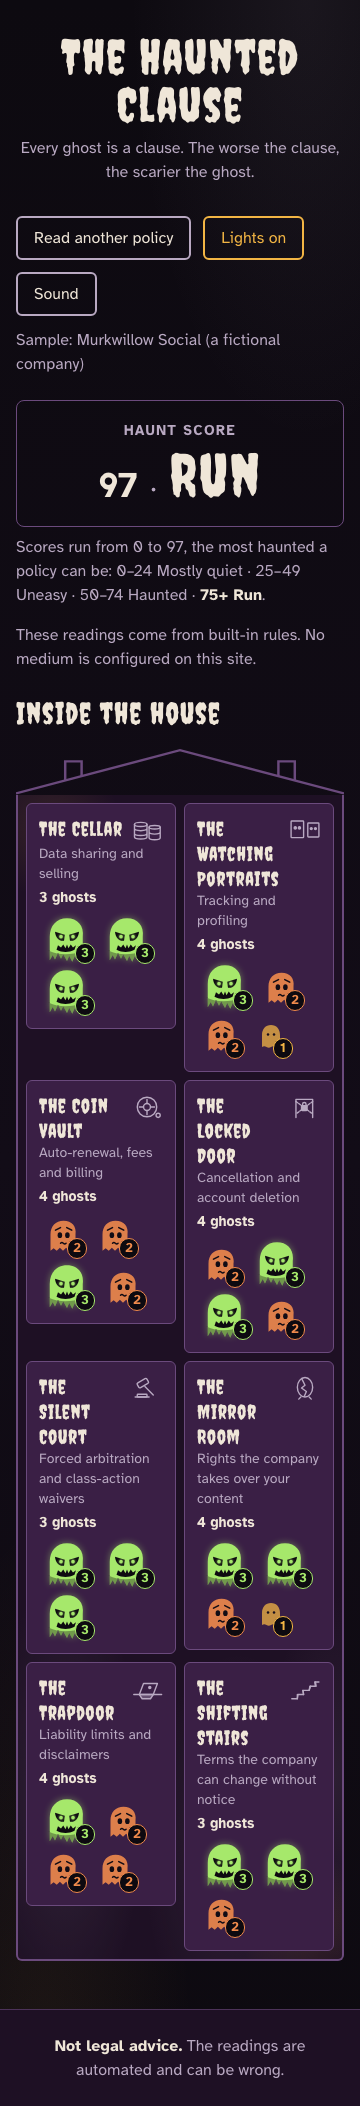 THE HAUNTED
CLAUSE
Every ghost is a clause. The worse the clause,
the scarier the ghost.
Read another policy
Lights on
Sound
Sample: Murkwillow Social (a fictional
company)
HAUNT SCORE
97 · RUN
Scores run from 0 to 97, the most haunted a
policy can be: 0–24 Mostly quiet · 25–49
Uneasy · 50–74 Haunted · 75+ Run.
These readings come from built-in rules. No
medium is configured on this site.
INSIDE THE HOUSE
THE CELLAR
Data sharing and
selling
3 ghosts
3 3
3
THE
WATCHING
PORTRAITS
Tracking and
profiling
4 ghosts
3 2
2 1
THE COIN
VAULT
Auto-renewal, fees
and billing
4 ghosts
2 2
3 2
THE
LOCKED
DOOR
Cancellation and
account deletion
4 ghosts
2 3
3 2
THE
SILENT
COURT
Forced arbitration
and class-action
waivers
3 ghosts
3 3
3
THE
MIRROR
ROOM
Rights the company
takes over your
content
4 ghosts
3 3
2 1
THE
TRAPDOOR
Liability limits and
disclaimers
4 ghosts
3 2
2 2
THE
SHIFTING
STAIRS
Terms the company
can change without
notice
3 ghosts
3 3
2
Not legal advice. The readings are
automated and can be wrong.